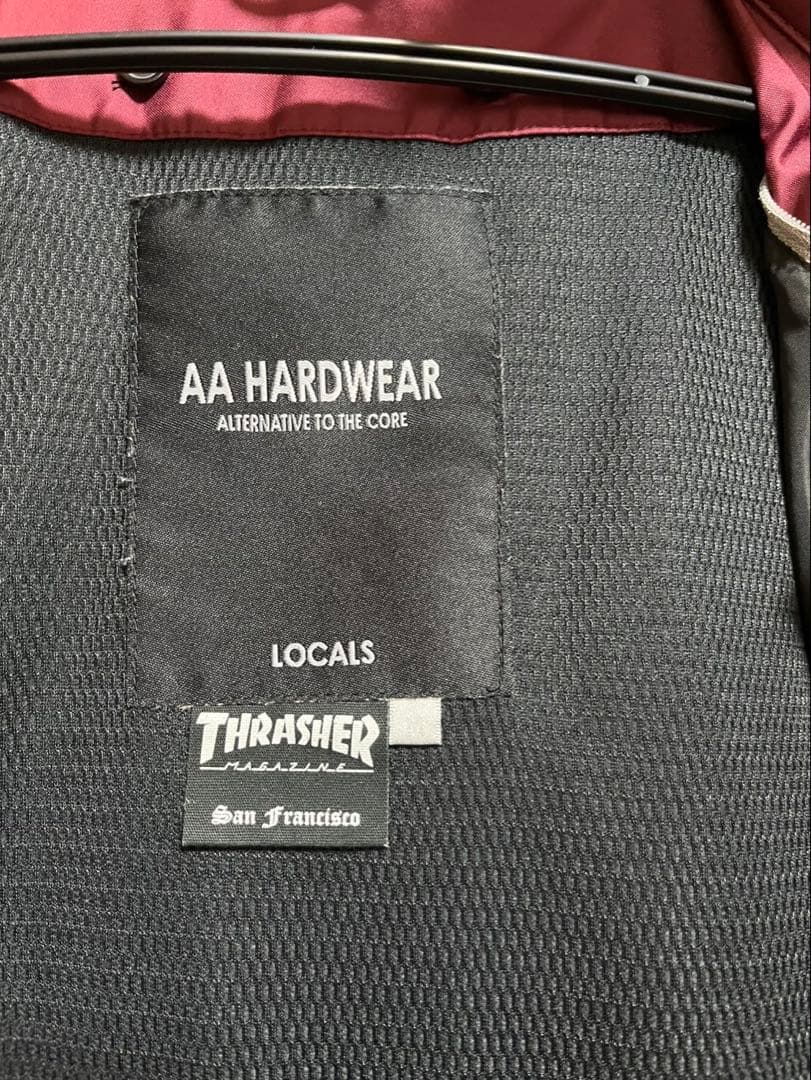 AA HARDWEAR
ALTERNATIVE TO THE CORE
LOCALS
THRASHER
MAGAZINE
San Francisco